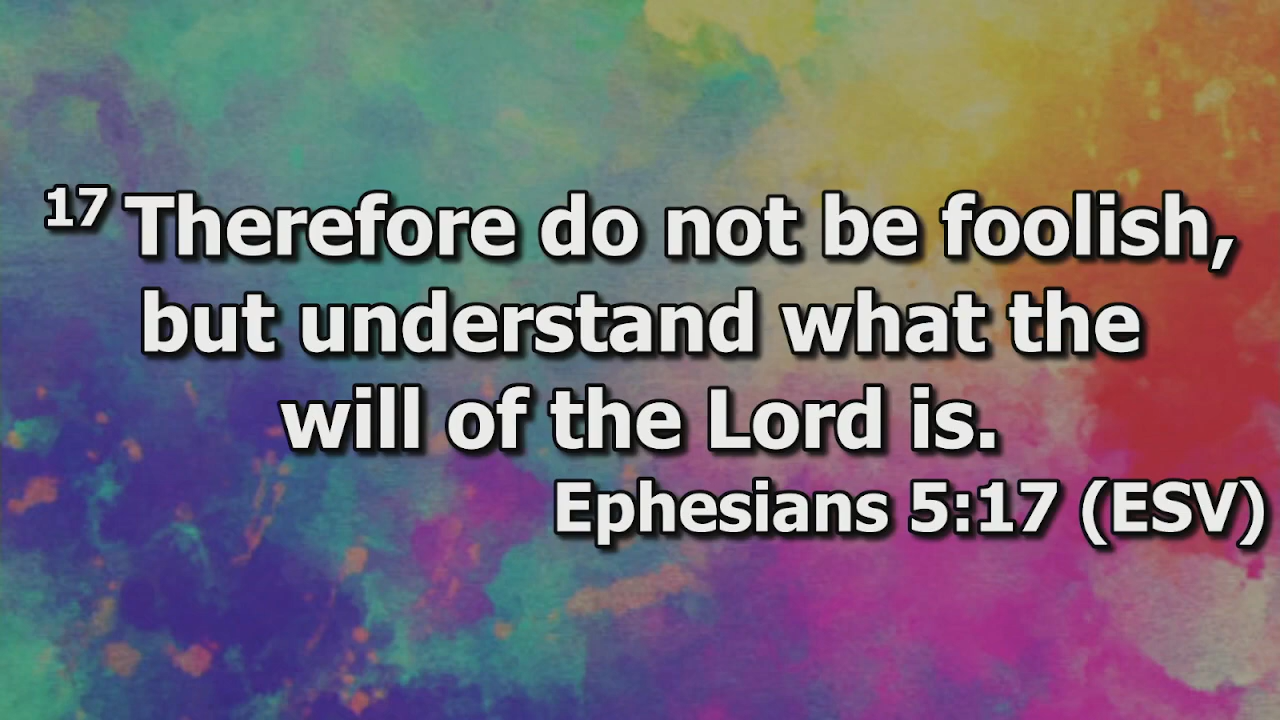 17 Therefore do not be foolish,
but understand what the
will of the Lord is.
Ephesians 5:17 (ESV)